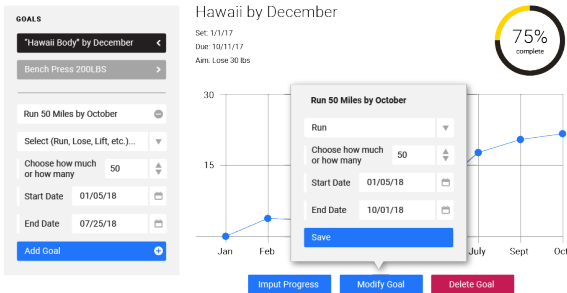 GOALS
"Hawaii Body" by December
Bench Press 200LBS
Run 50 Miles by October
Select (Run, Lose, Lift, etc.)...
Choose how much
or how many
50
Start Date 01/05/18
End Date 07/25/18
Add Goal
Hawaii by December
Set: 1/1/17
Due: 10/11/17
Aim. Lose 30 lbs
75%
complete
30
15
Jan Feb July Sept Oct
Run 50 Miles by October
Run
Choose how much
or how many
50
Start Date 01/05/18
End Date 10/01/18
Save
Imput Progress Modify Goal Delete Goal